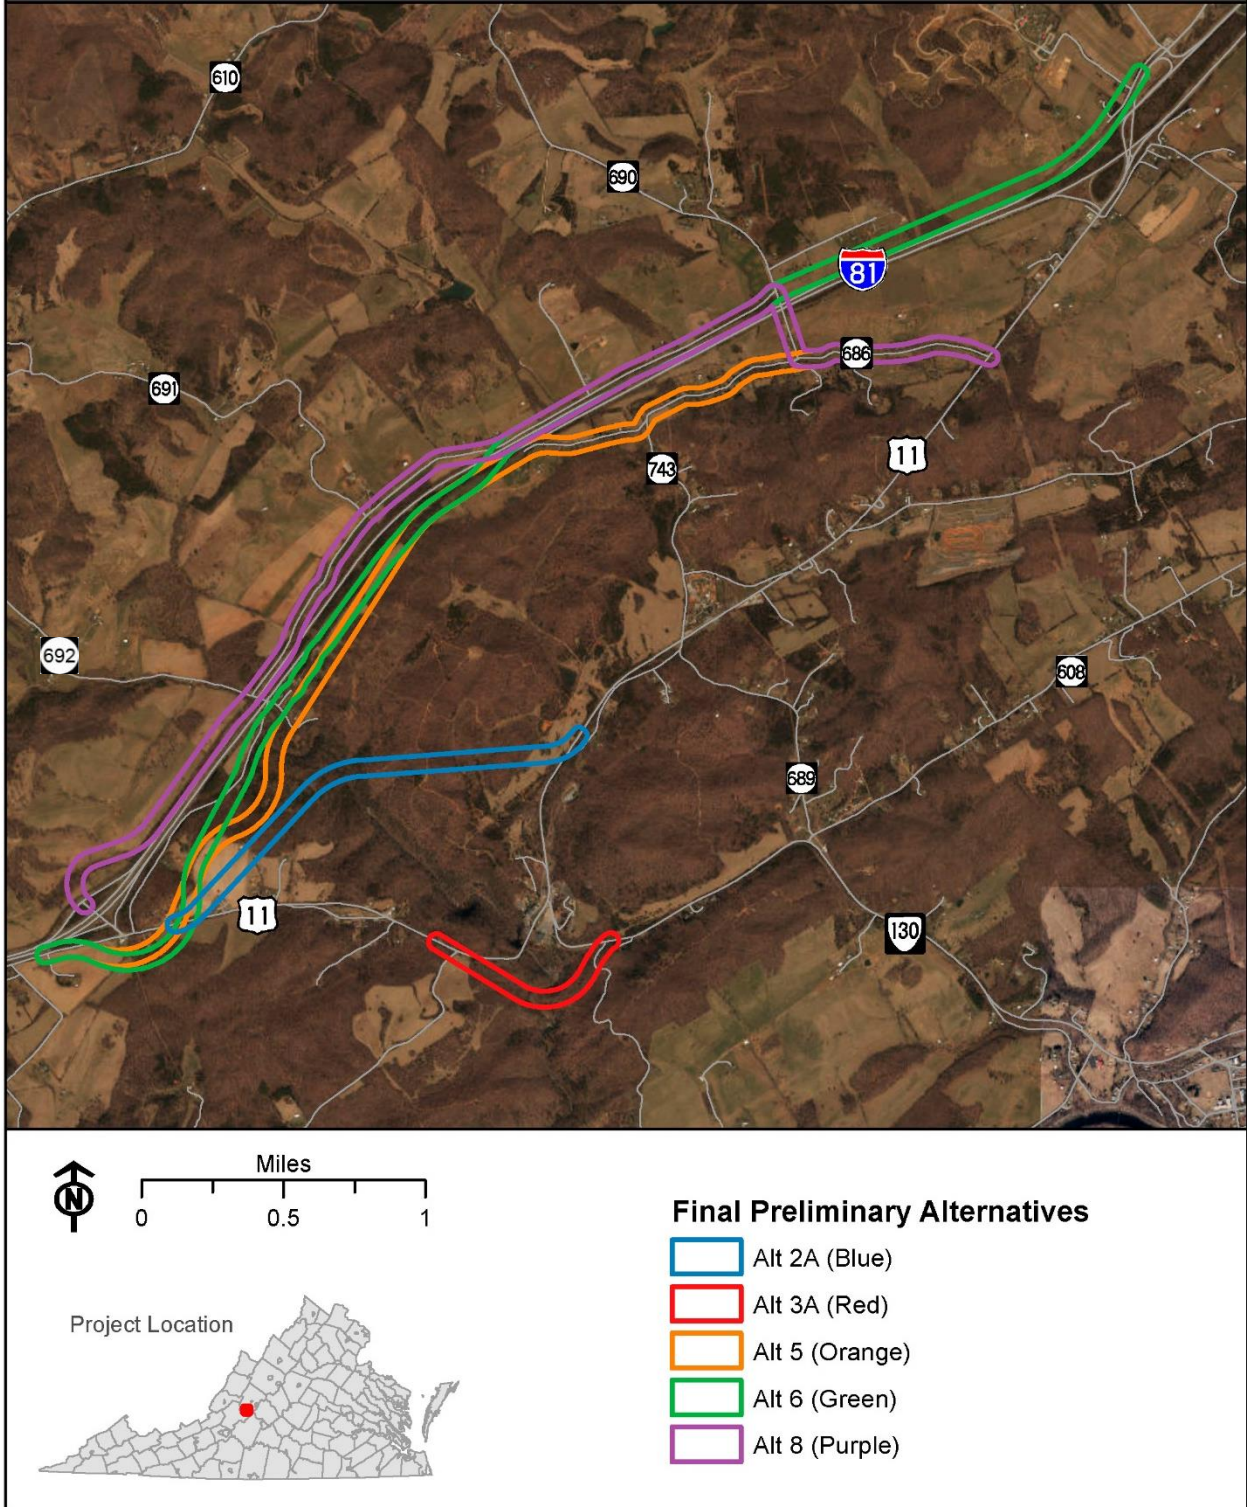 610
690
81
686
691
11
743
692
608
689
11
130
N
Miles
0 0.5 1
Project Location
Final Preliminary Alternatives
Alt 2A (Blue)
Alt 3A (Red)
Alt 5 (Orange)
Alt 6 (Green)
Alt 8 (Purple)